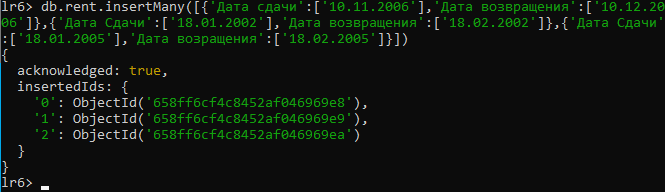 lr6> db.rent.insertMany([{'Дата сдачи':['10.11.2006'],'Дата возвращения':['10.12.20
06']},{'Дата Сдачи':['18.01.2002'],'Дата возвращения':['18.02.2002']},{'Дата Сдачи'
:['18.01.2005'],'Дата возращения':['18.02.2005']}])
{
  acknowledged: true,
  insertedIds: {
    '0': ObjectId('658ff6cf4c8452af046969e8'),
    '1': ObjectId('658ff6cf4c8452af046969e9'),
    '2': ObjectId('658ff6cf4c8452af046969ea')
  }
}
lr6>